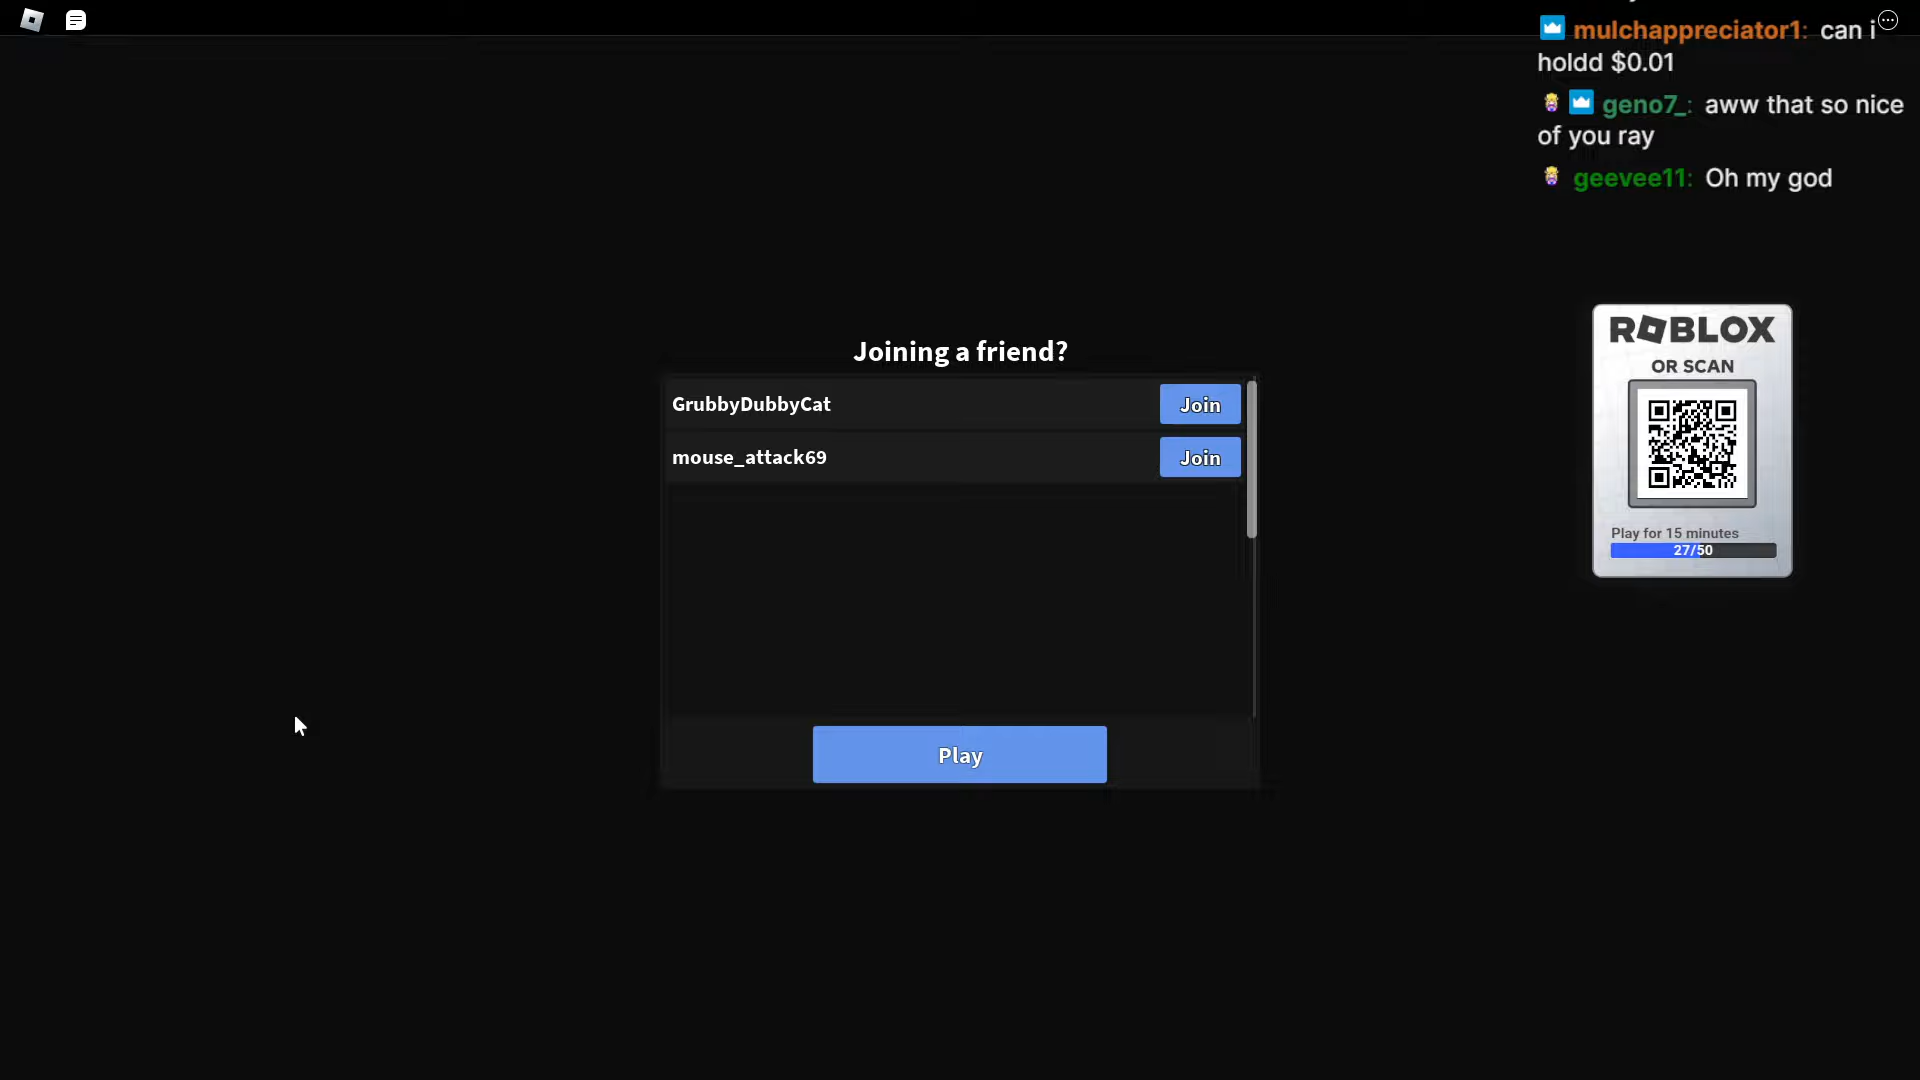 mulchappreciator1: can i
holdd $0.01
geno7_: aww that so nice
of you ray
geevee11: Oh my god
Joining a friend?
GrubbyDubbyCat Join
mouse_attack69 Join
Play
ROBLOX
OR SCAN
Play for 15 minutes
27/50